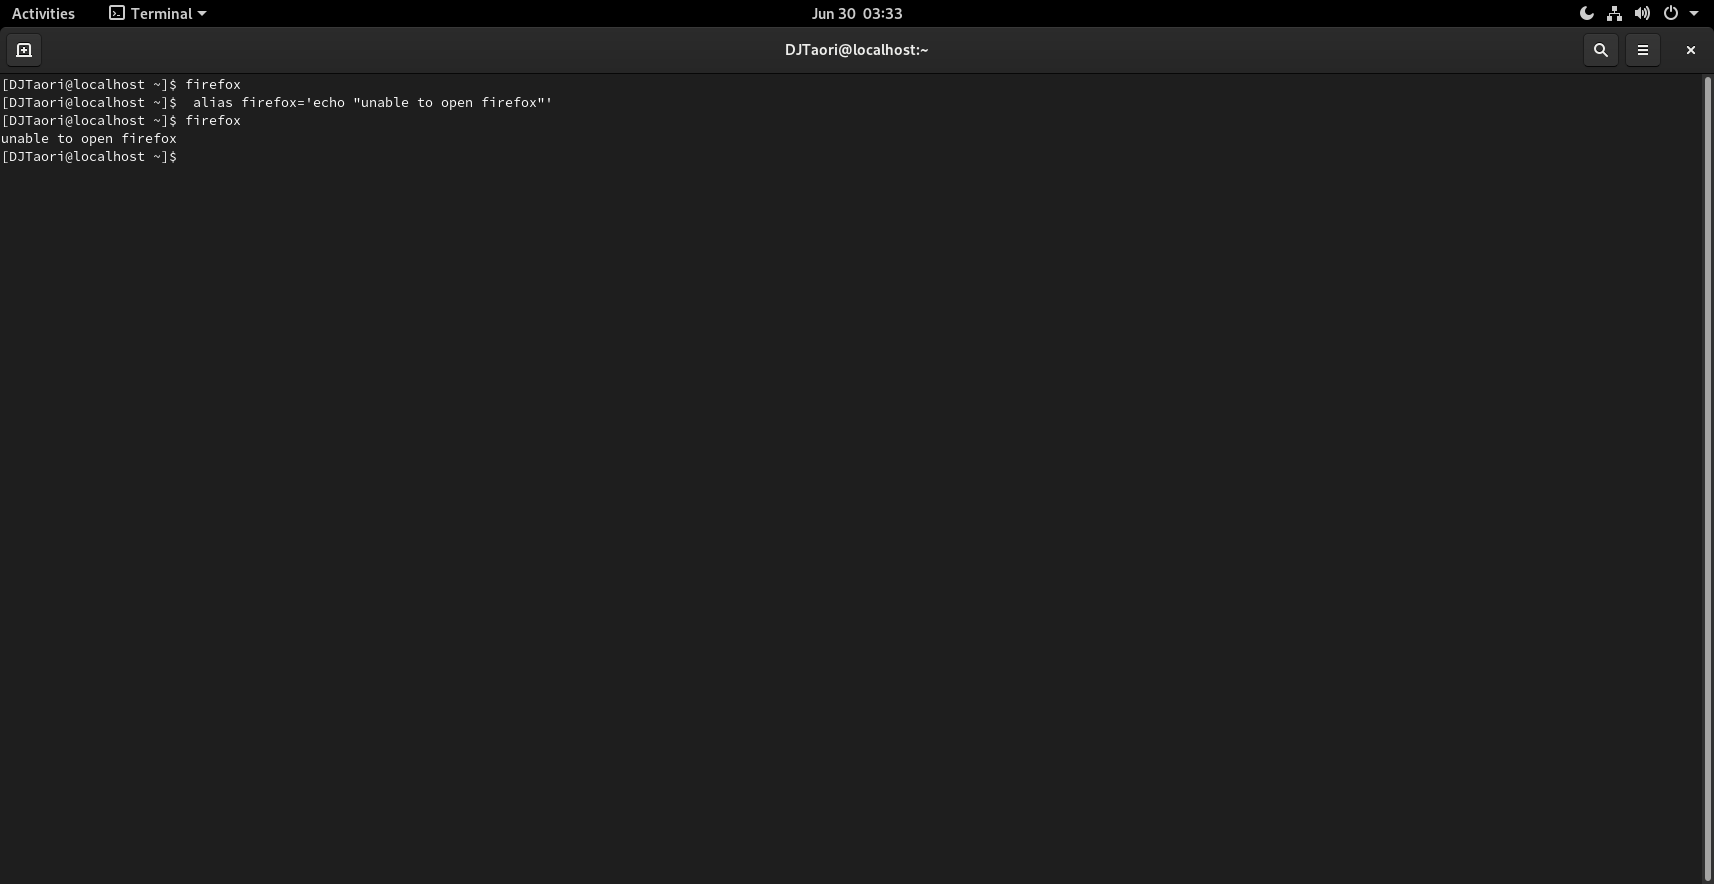 Activities Terminal Jun 30 03:33
DJTaori@localhost:~
[DJTaori@localhost ~]$ firefox
[DJTaori@localhost ~]$  alias firefox='echo "unable to open firefox"'
[DJTaori@localhost ~]$ firefox
unable to open firefox
[DJTaori@localhost ~]$